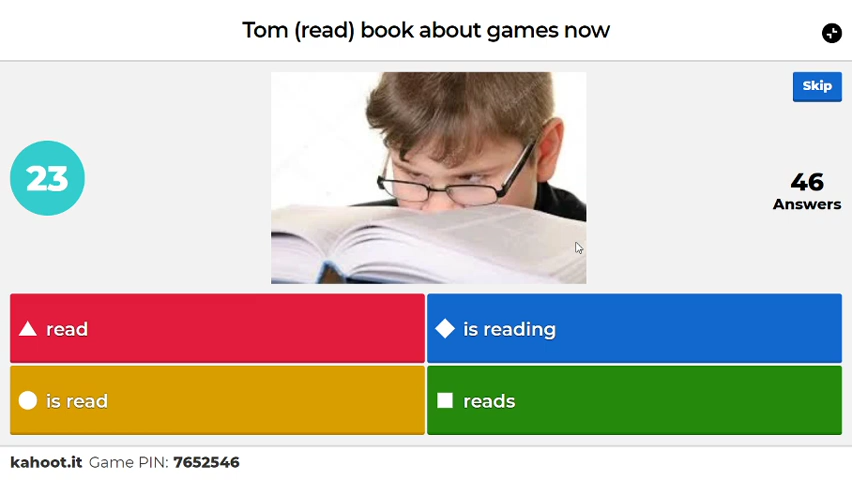 Tom (read) book about games now
Skip
23
46
Answers
read
is reading
is read
reads
kahoot.it Game PIN: 7652546